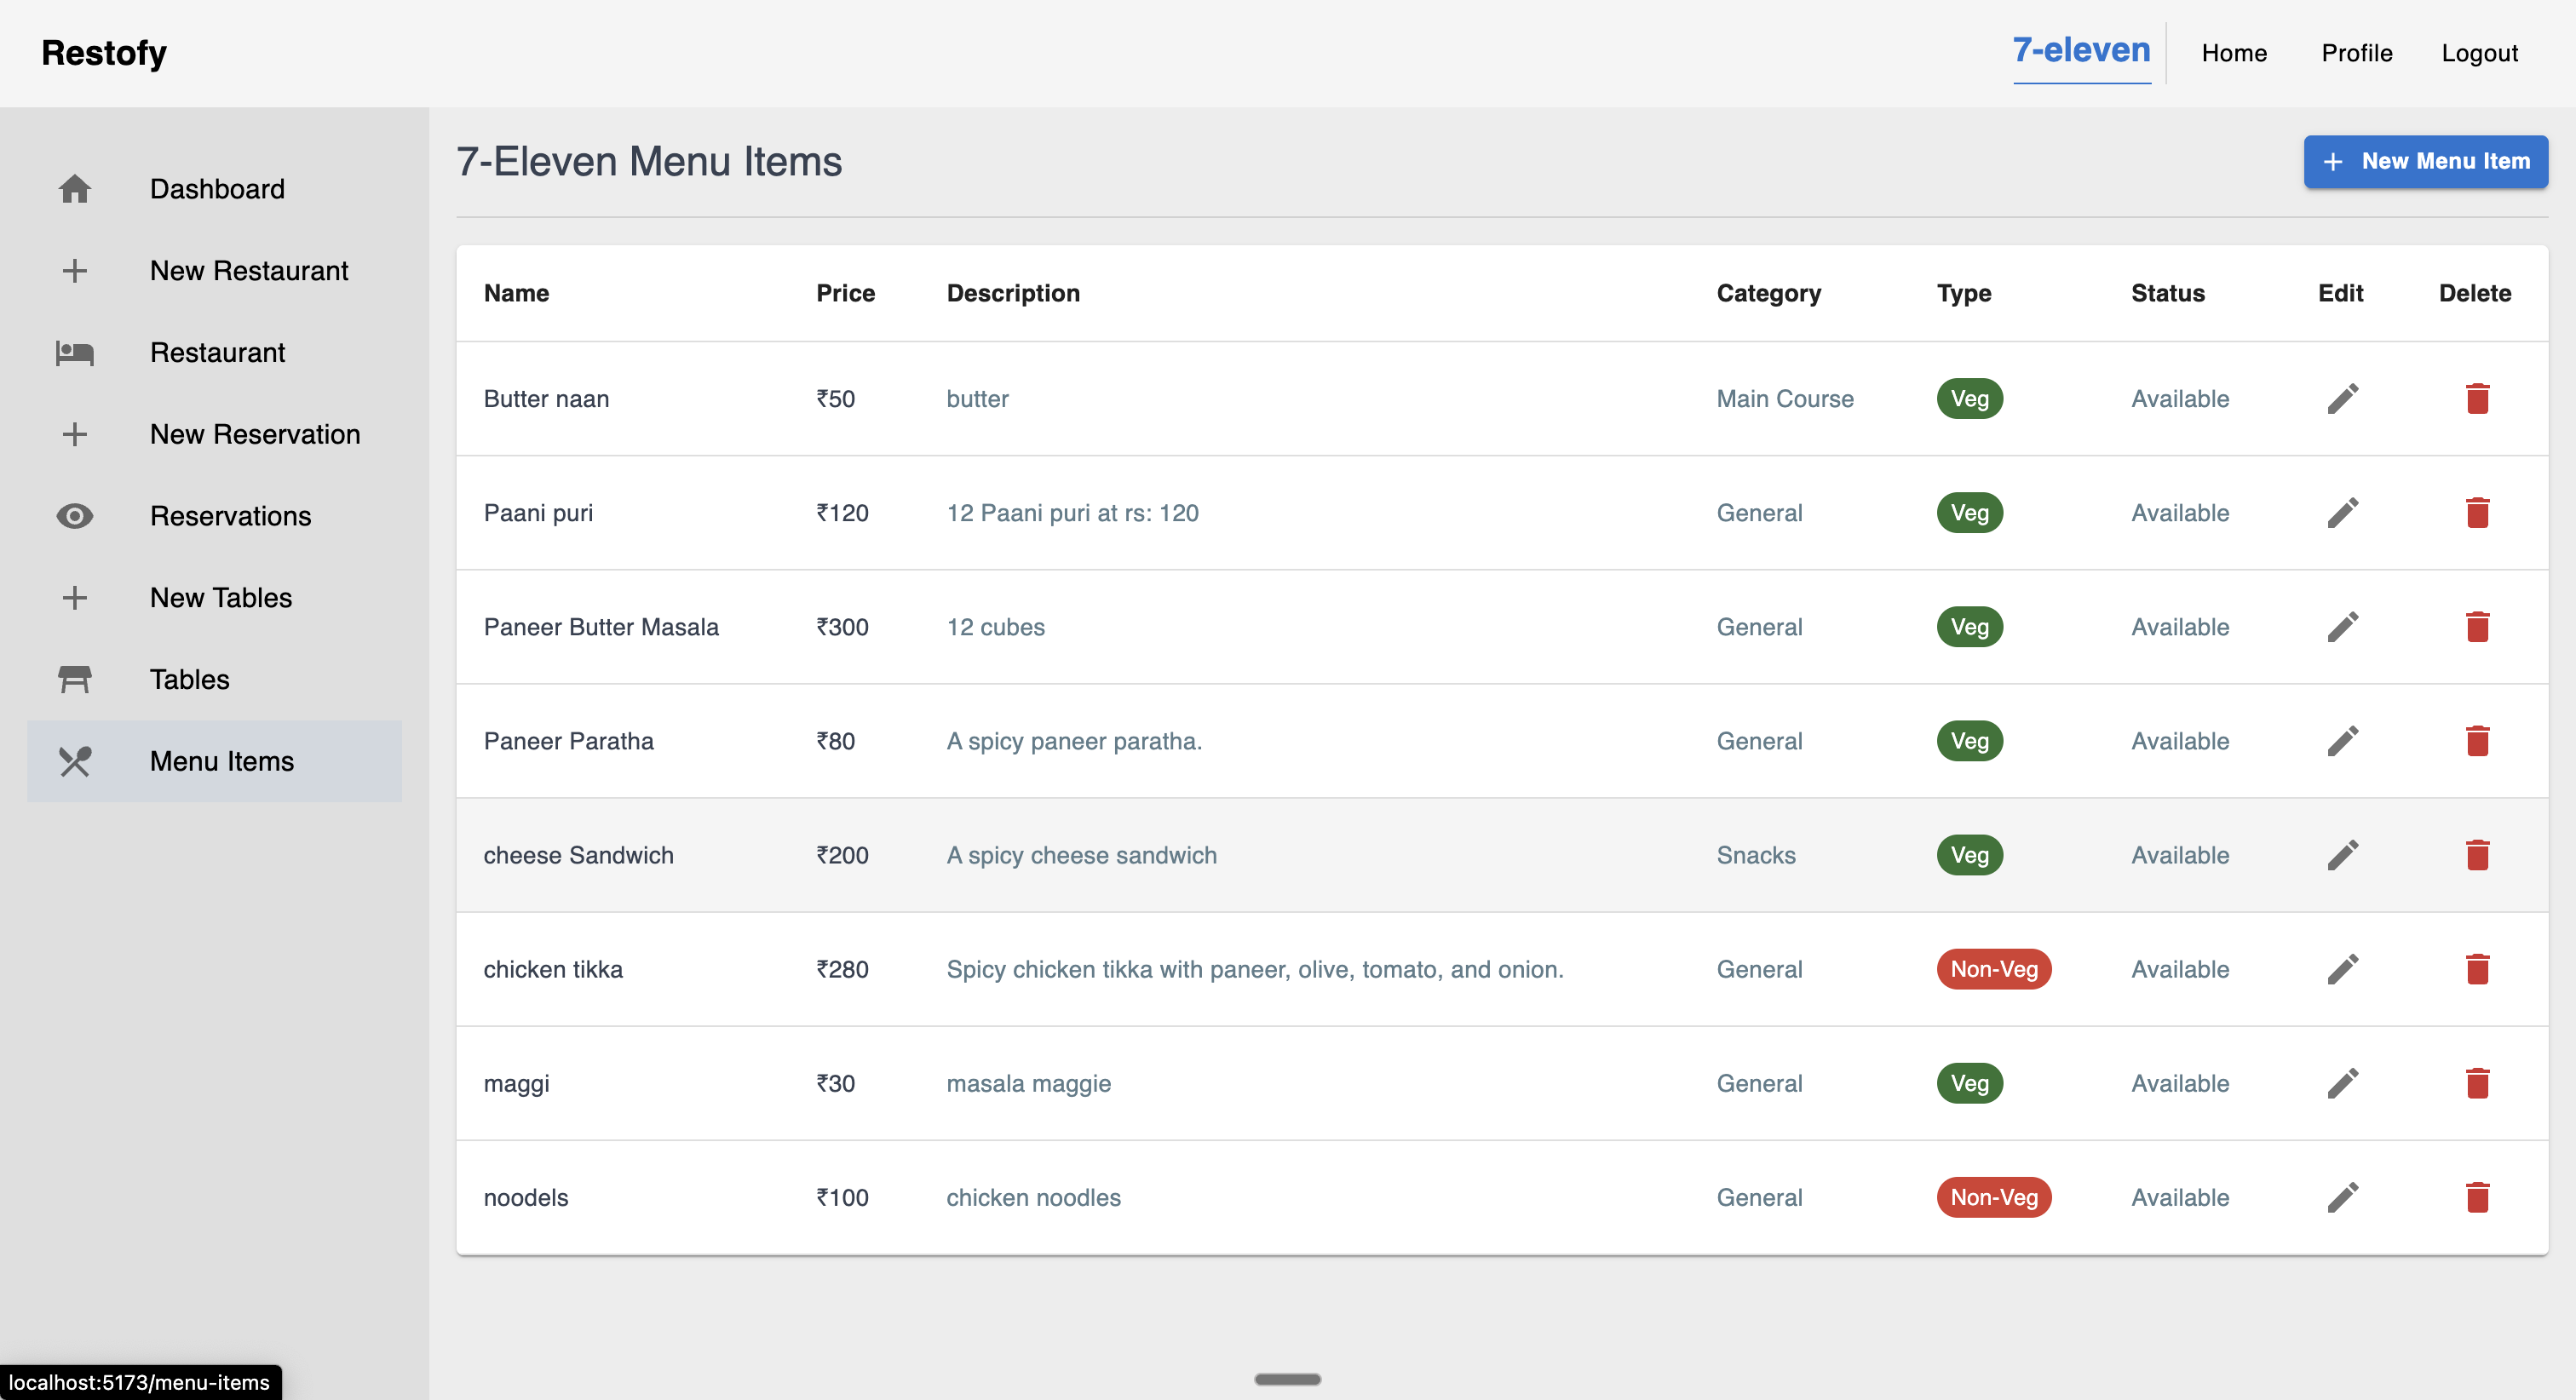 Restofy
7-eleven
Home
Profile
Logout
Dashboard
New Restaurant
Restaurant
New Reservation
Reservations
New Tables
Tables
Menu Items
7-Eleven Menu Items
New Menu Item
Name Price Description Category Type Status Edit Delete
Butter naan ₹50 butter Main Course Veg Available
Paani puri ₹120 12 Paani puri at rs: 120 General Veg Available
Paneer Butter Masala ₹300 12 cubes General Veg Available
Paneer Paratha ₹80 A spicy paneer paratha. General Veg Available
cheese Sandwich ₹200 A spicy cheese sandwich Snacks Veg Available
chicken tikka ₹280 Spicy chicken tikka with paneer, olive, tomato, and onion. General Non-Veg Available
maggi ₹30 masala maggie General Veg Available
noodels ₹100 chicken noodles General Non-Veg Available
localhost:5173/menu-items